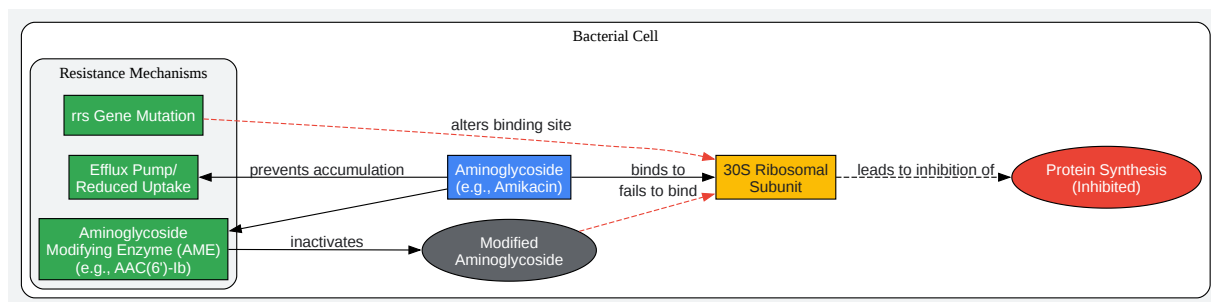 Bacterial Cell
Resistance Mechanisms
rrs Gene Mutation
alters binding site
Efflux Pump/
Reduced Uptake
prevents accumulation
Aminoglycoside
(e.g., Amikacin)
binds to
fails to bind
30S Ribosomal
Subunit
leads to inhibition of
Protein Synthesis
(Inhibited)
Aminoglycoside
Modifying Enzyme (AME)
(e.g., AAC(6')-Ib)
inactivates
Modified
Aminoglycoside